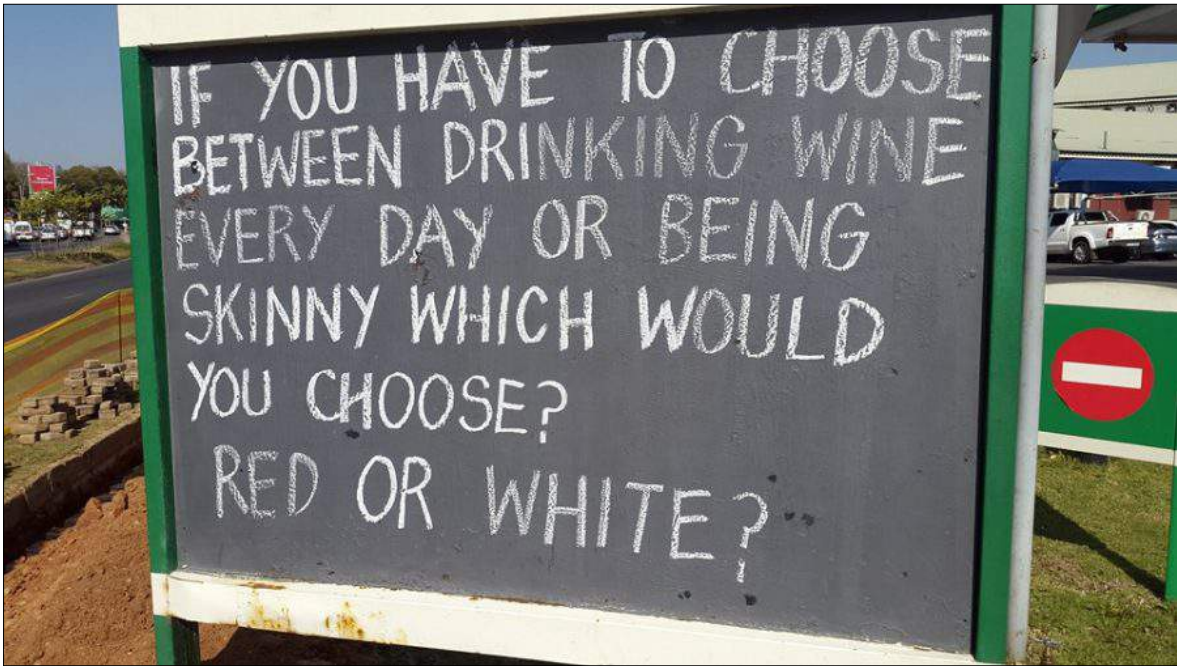 IF YOU HAVE TO CHOOSE
BETWEEN DRINKING WINE
EVERY DAY OR BEING
SKINNY WHICH WOULD
YOU CHOOSE?
RED OR WHITE?